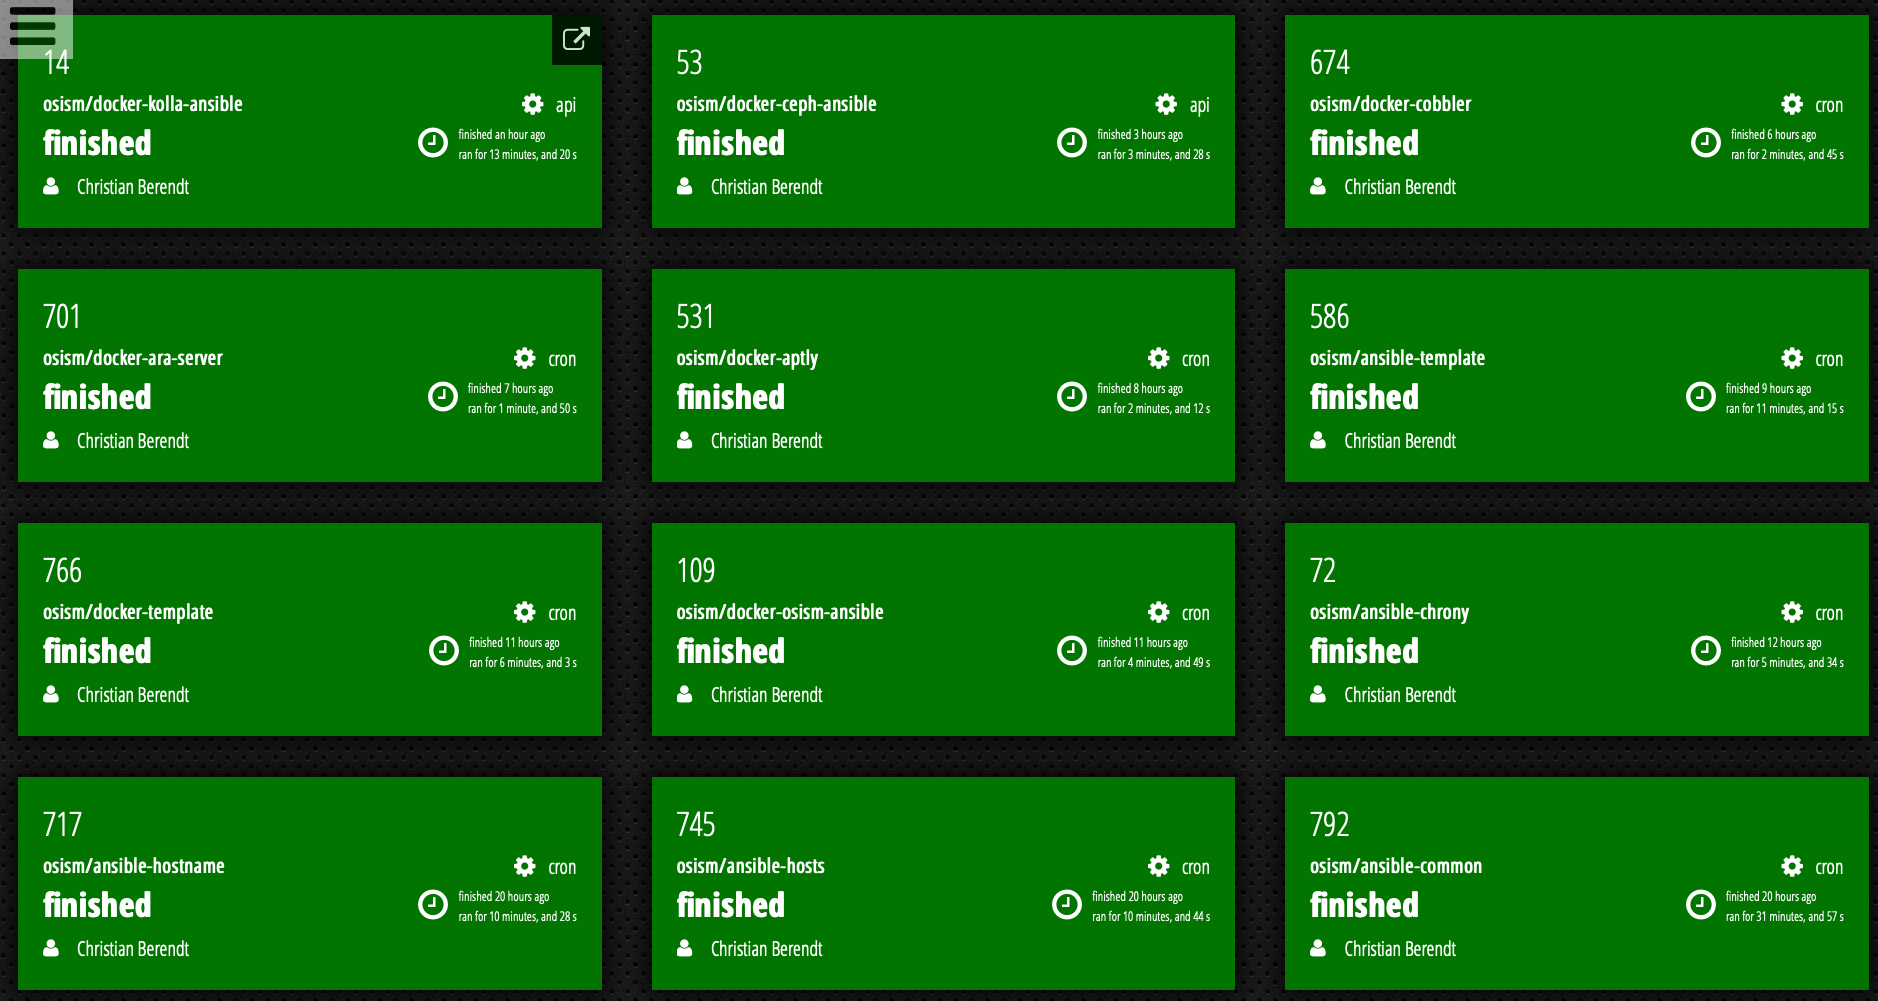 14
osism/docker-kolla-ansible
api
finished
finished an hour ago
ran for 13 minutes, and 20 s
Christian Berendt
53
osism/docker-ceph-ansible
api
finished
finished 3 hours ago
ran for 3 minutes, and 28 s
Christian Berendt
674
osism/docker-cobbler
cron
finished
finished 6 hours ago
ran for 2 minutes, and 45 s
Christian Berendt
701
osism/docker-ara-server
cron
finished
finished 7 hours ago
ran for 1 minute, and 50 s
Christian Berendt
531
osism/docker-aptly
cron
finished
finished 8 hours ago
ran for 2 minutes, and 12 s
Christian Berendt
586
osism/ansible-template
cron
finished
finished 9 hours ago
ran for 11 minutes, and 15 s
Christian Berendt
766
osism/docker-template
cron
finished
finished 11 hours ago
ran for 6 minutes, and 3 s
Christian Berendt
109
osism/docker-osism-ansible
cron
finished
finished 11 hours ago
ran for 4 minutes, and 49 s
Christian Berendt
72
osism/ansible-chrony
cron
finished
finished 12 hours ago
ran for 5 minutes, and 34 s
Christian Berendt
717
osism/ansible-hostname
cron
finished
finished 20 hours ago
ran for 10 minutes, and 28 s
Christian Berendt
745
osism/ansible-hosts
cron
finished
finished 20 hours ago
ran for 10 minutes, and 44 s
Christian Berendt
792
osism/ansible-common
cron
finished
finished 20 hours ago
ran for 31 minutes, and 57 s
Christian Berendt